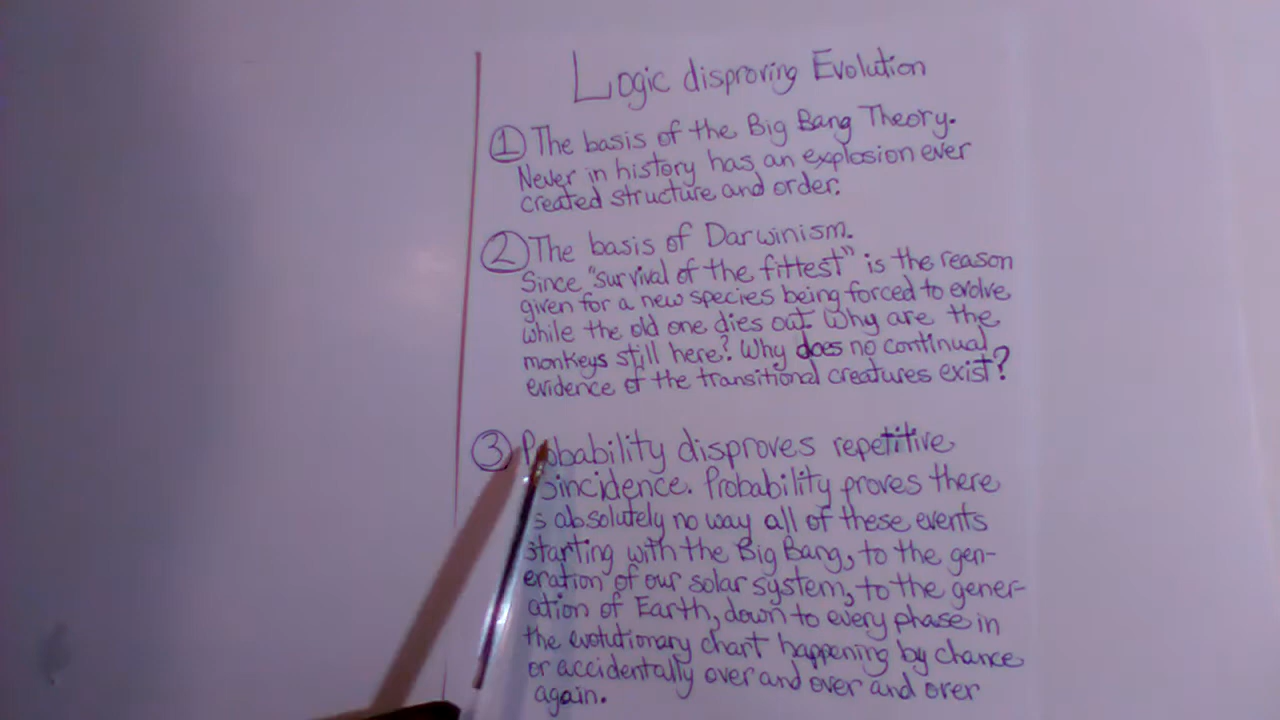 Logic disproving Evolution
① The basis of the Big Bang Theory.
Never in history has an explosion ever
created structure and order.
② The basis of Darwinism.
Since "survival of the fittest" is the reason
given for a new species being forced to evolve
while the old one dies out. Why are the
monkeys still here? Why does no continual
evidence of the transitional creatures exist?
③ Probability disproves repetitive
coincidence. Probability proves there
is absolutely no way all of these events
starting with the Big Bang, to the gen-
eration of our solar system, to the gener-
ation of Earth, down to every phase in
the evolutionary chart happening by chance
or accidentally over and over and over
again.